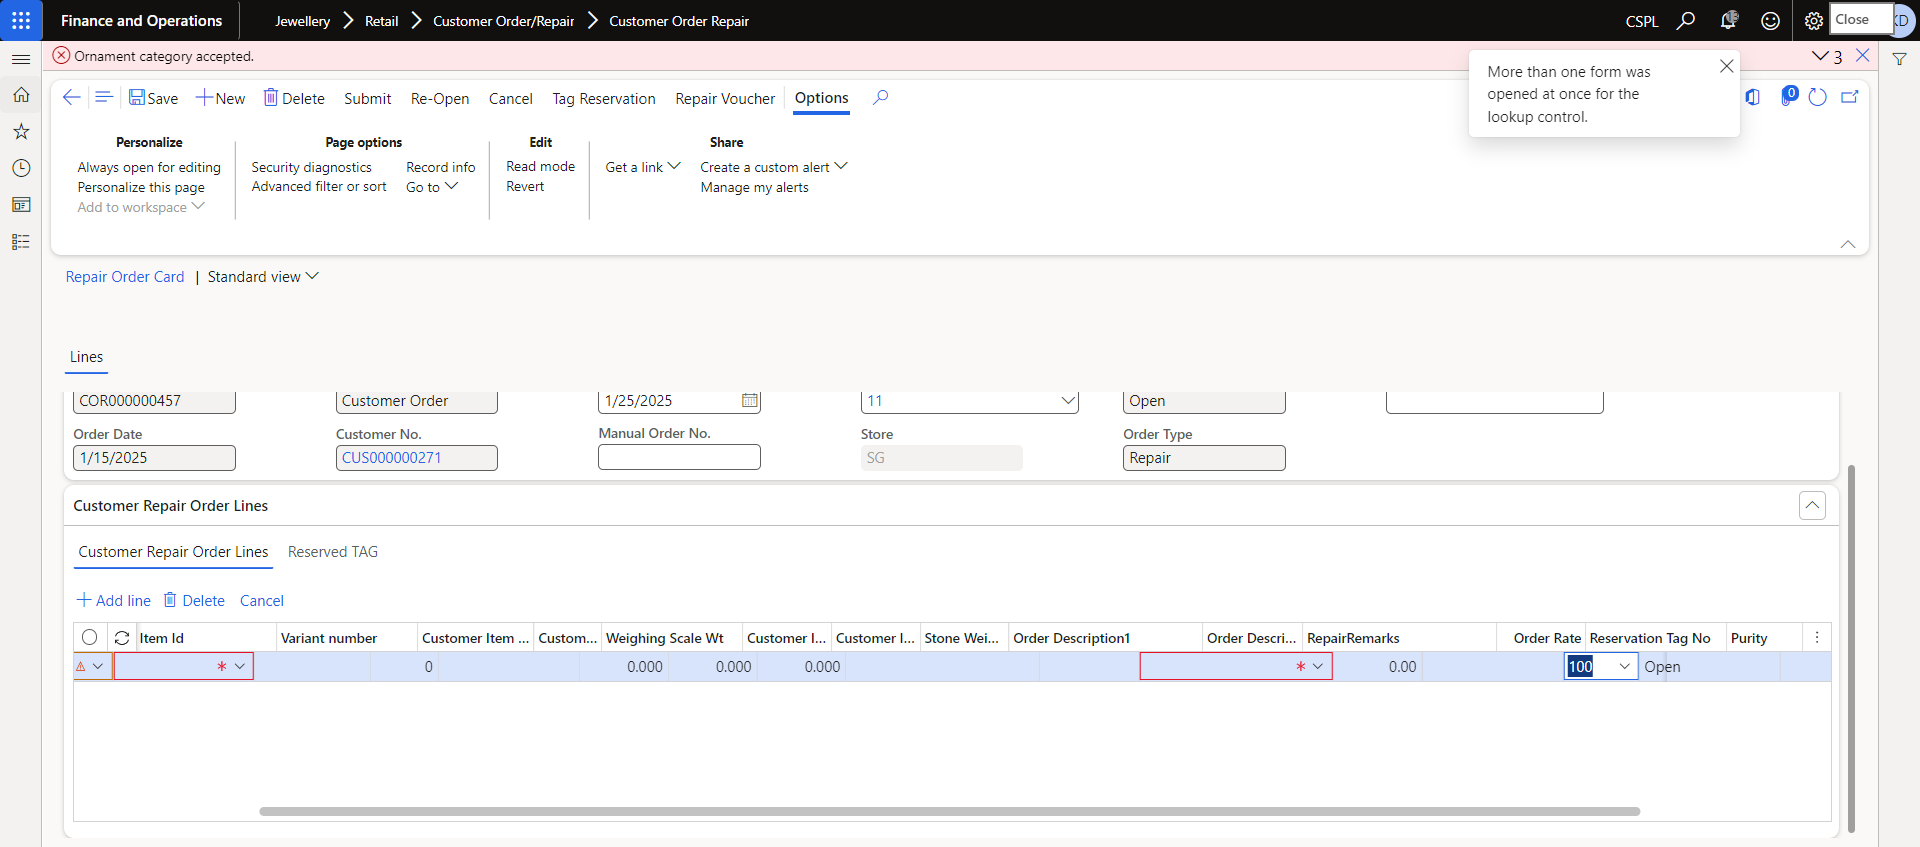 Finance and Operations
Jewellery Retail Customer Order/Repair Customer Order Repair
CSPL
Close
Ornament category accepted.
3
More than one form was
opened at once for the
lookup control.
Save New Delete Submit Re-Open Cancel Tag Reservation Repair Voucher Options
0
Personalize
Always open for editing
Personalize this page
Add to workspace
Page options
Security diagnostics
Advanced filter or sort
Record info
Go to
Edit
Read mode
Revert
Get a link
Share
Create a custom alert
Manage my alerts
Repair Order Card | Standard view
Lines
COR000000457 Customer Order 1/25/2025 11 Open
Order Date Customer No. Manual Order No. Store Order Type
1/15/2025 CUS000000271 SG Repair
Customer Repair Order Lines
Customer Repair Order Lines Reserved TAG
Add line Delete Cancel
Item Id Variant number Customer Item ... Custom... Weighing Scale Wt Customer I... Customer I... Stone Wei... Order Description1 Order Descri... RepairRemarks Order Rate Reservation Tag No Purity
* 0 0.000 0.000 0.000 * 0.00 100 Open